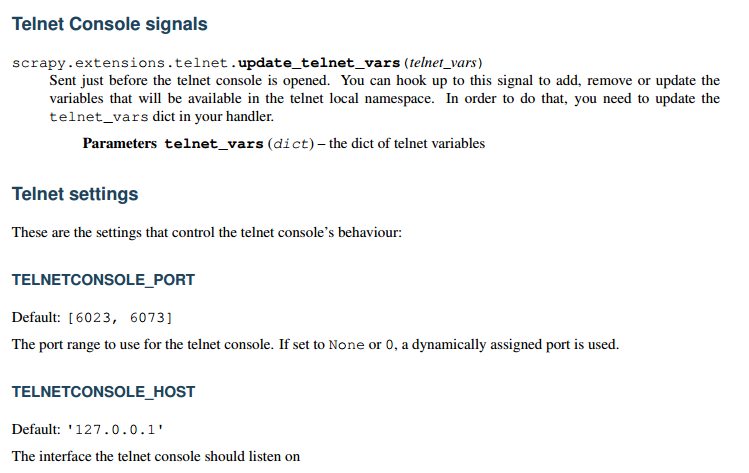 Telnet Console signals
scrapy.extensions.telnet.update_telnet_vars(telnet_vars)
Sent just before the telnet console is opened. You can hook up to this signal to add, remove or update the
variables that will be available in the telnet local namespace. In order to do that, you need to update the
telnet_vars dict in your handler.
Parameters telnet_vars (dict) – the dict of telnet variables
Telnet settings
These are the settings that control the telnet console’s behaviour:
TELNETCONSOLE_PORT
Default: [6023, 6073]
The port range to use for the telnet console. If set to None or 0, a dynamically assigned port is used.
TELNETCONSOLE_HOST
Default: '127.0.0.1'
The interface the telnet console should listen on